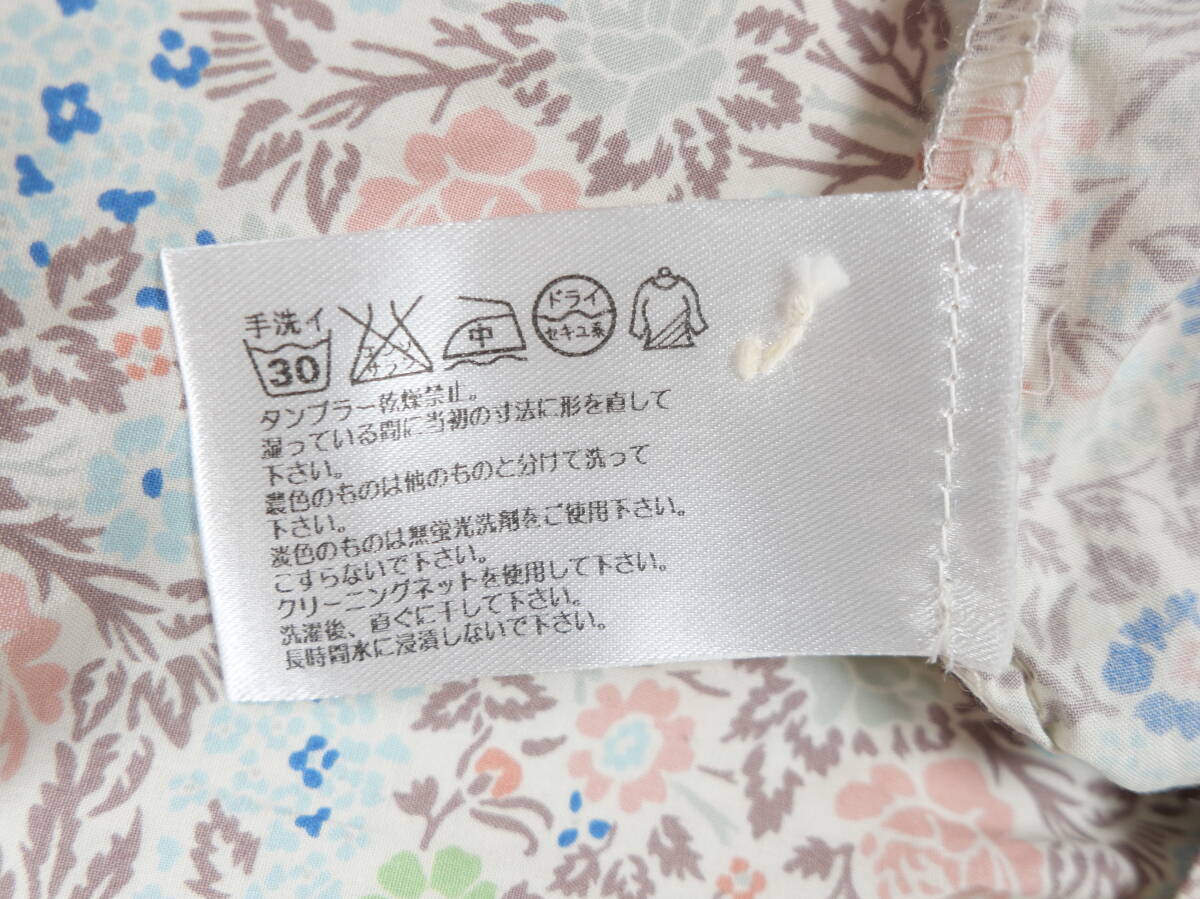 手洗イ
30
エンソ
サラシ
中
ドライ
セキユ系
タンブラー乾燥禁止。
湿っている間に当初の寸法に形を直して
下さい。
濃色のものは他のものと分けて洗って
下さい。
淡色のものは無蛍光洗剤をご使用下さい。
こすらないで下さい。
クリーニングネットを使用して下さい。
洗濯後、直ぐに干して下さい。
長時間水に浸漬しないで下さい。